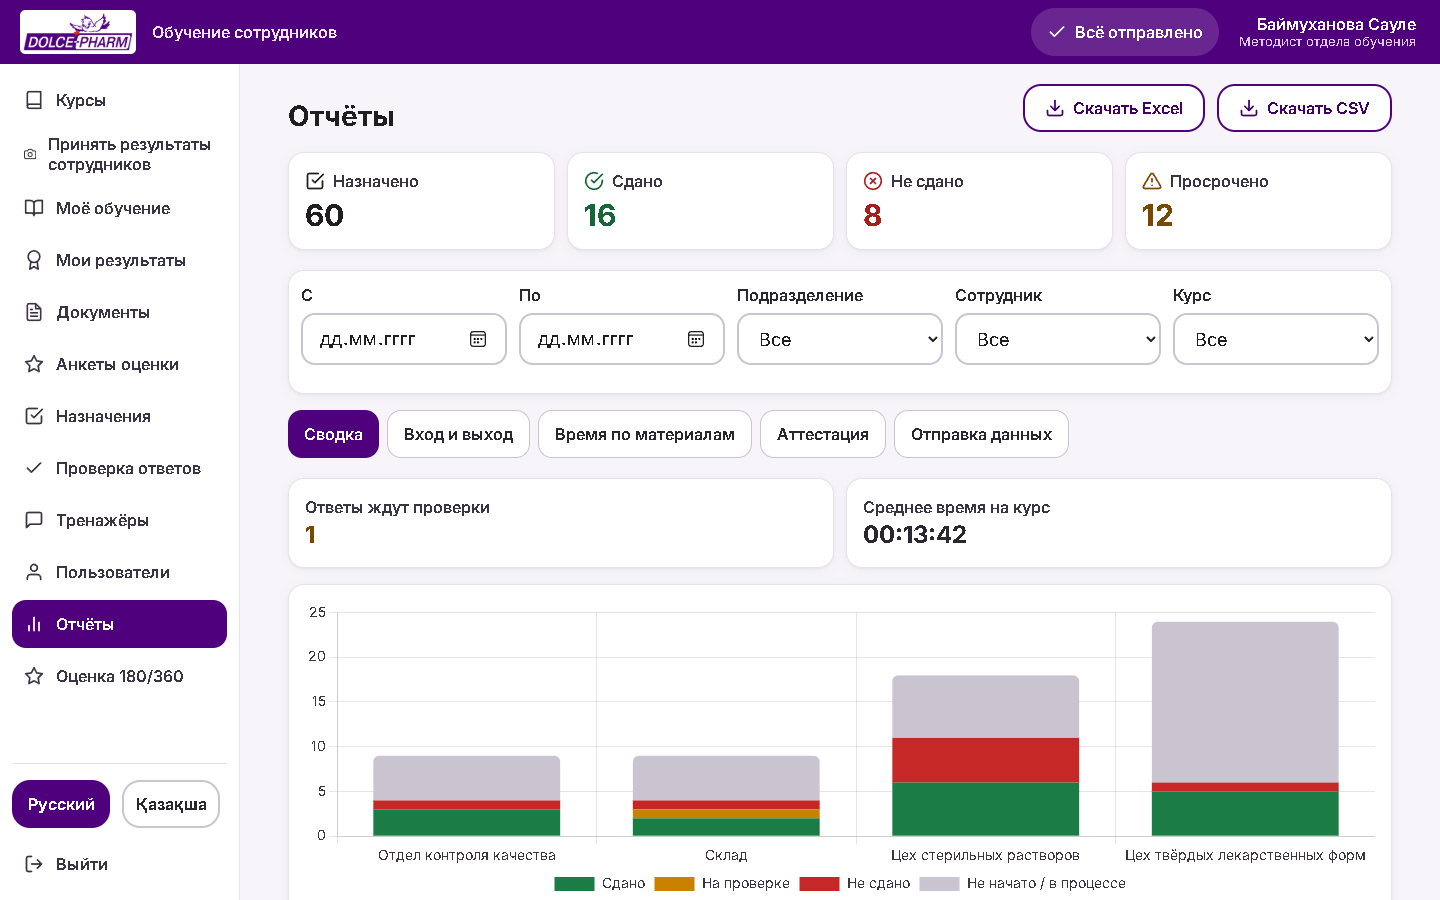 DOLCE-PHARM
Обучение сотрудников
Всё отправлено
Баймуханова Сауле
Методист отдела обучения
Курсы
Принять результаты
сотрудников
Моё обучение
Мои результаты
Документы
Анкеты оценки
Назначения
Проверка ответов
Тренажёры
Пользователи
Отчёты
Оценка 180/360
Русский
Қазақша
Выйти
Отчёты
Скачать Excel
Скачать CSV
Назначено
60
Сдано
16
Не сдано
8
Просрочено
12
С
По
Подразделение
Сотрудник
Курс
дд.мм.гггг
дд.мм.гггг
Все
Все
Все
Сводка
Вход и выход
Время по материалам
Аттестация
Отправка данных
Ответы ждут проверки
1
Среднее время на курс
00:13:42
25
20
15
10
5
0
Отдел контроля качества
Склад
Цех стерильных растворов
Цех твёрдых лекарственных форм
Сдано
На проверке
Не сдано
Не начато / в процессе